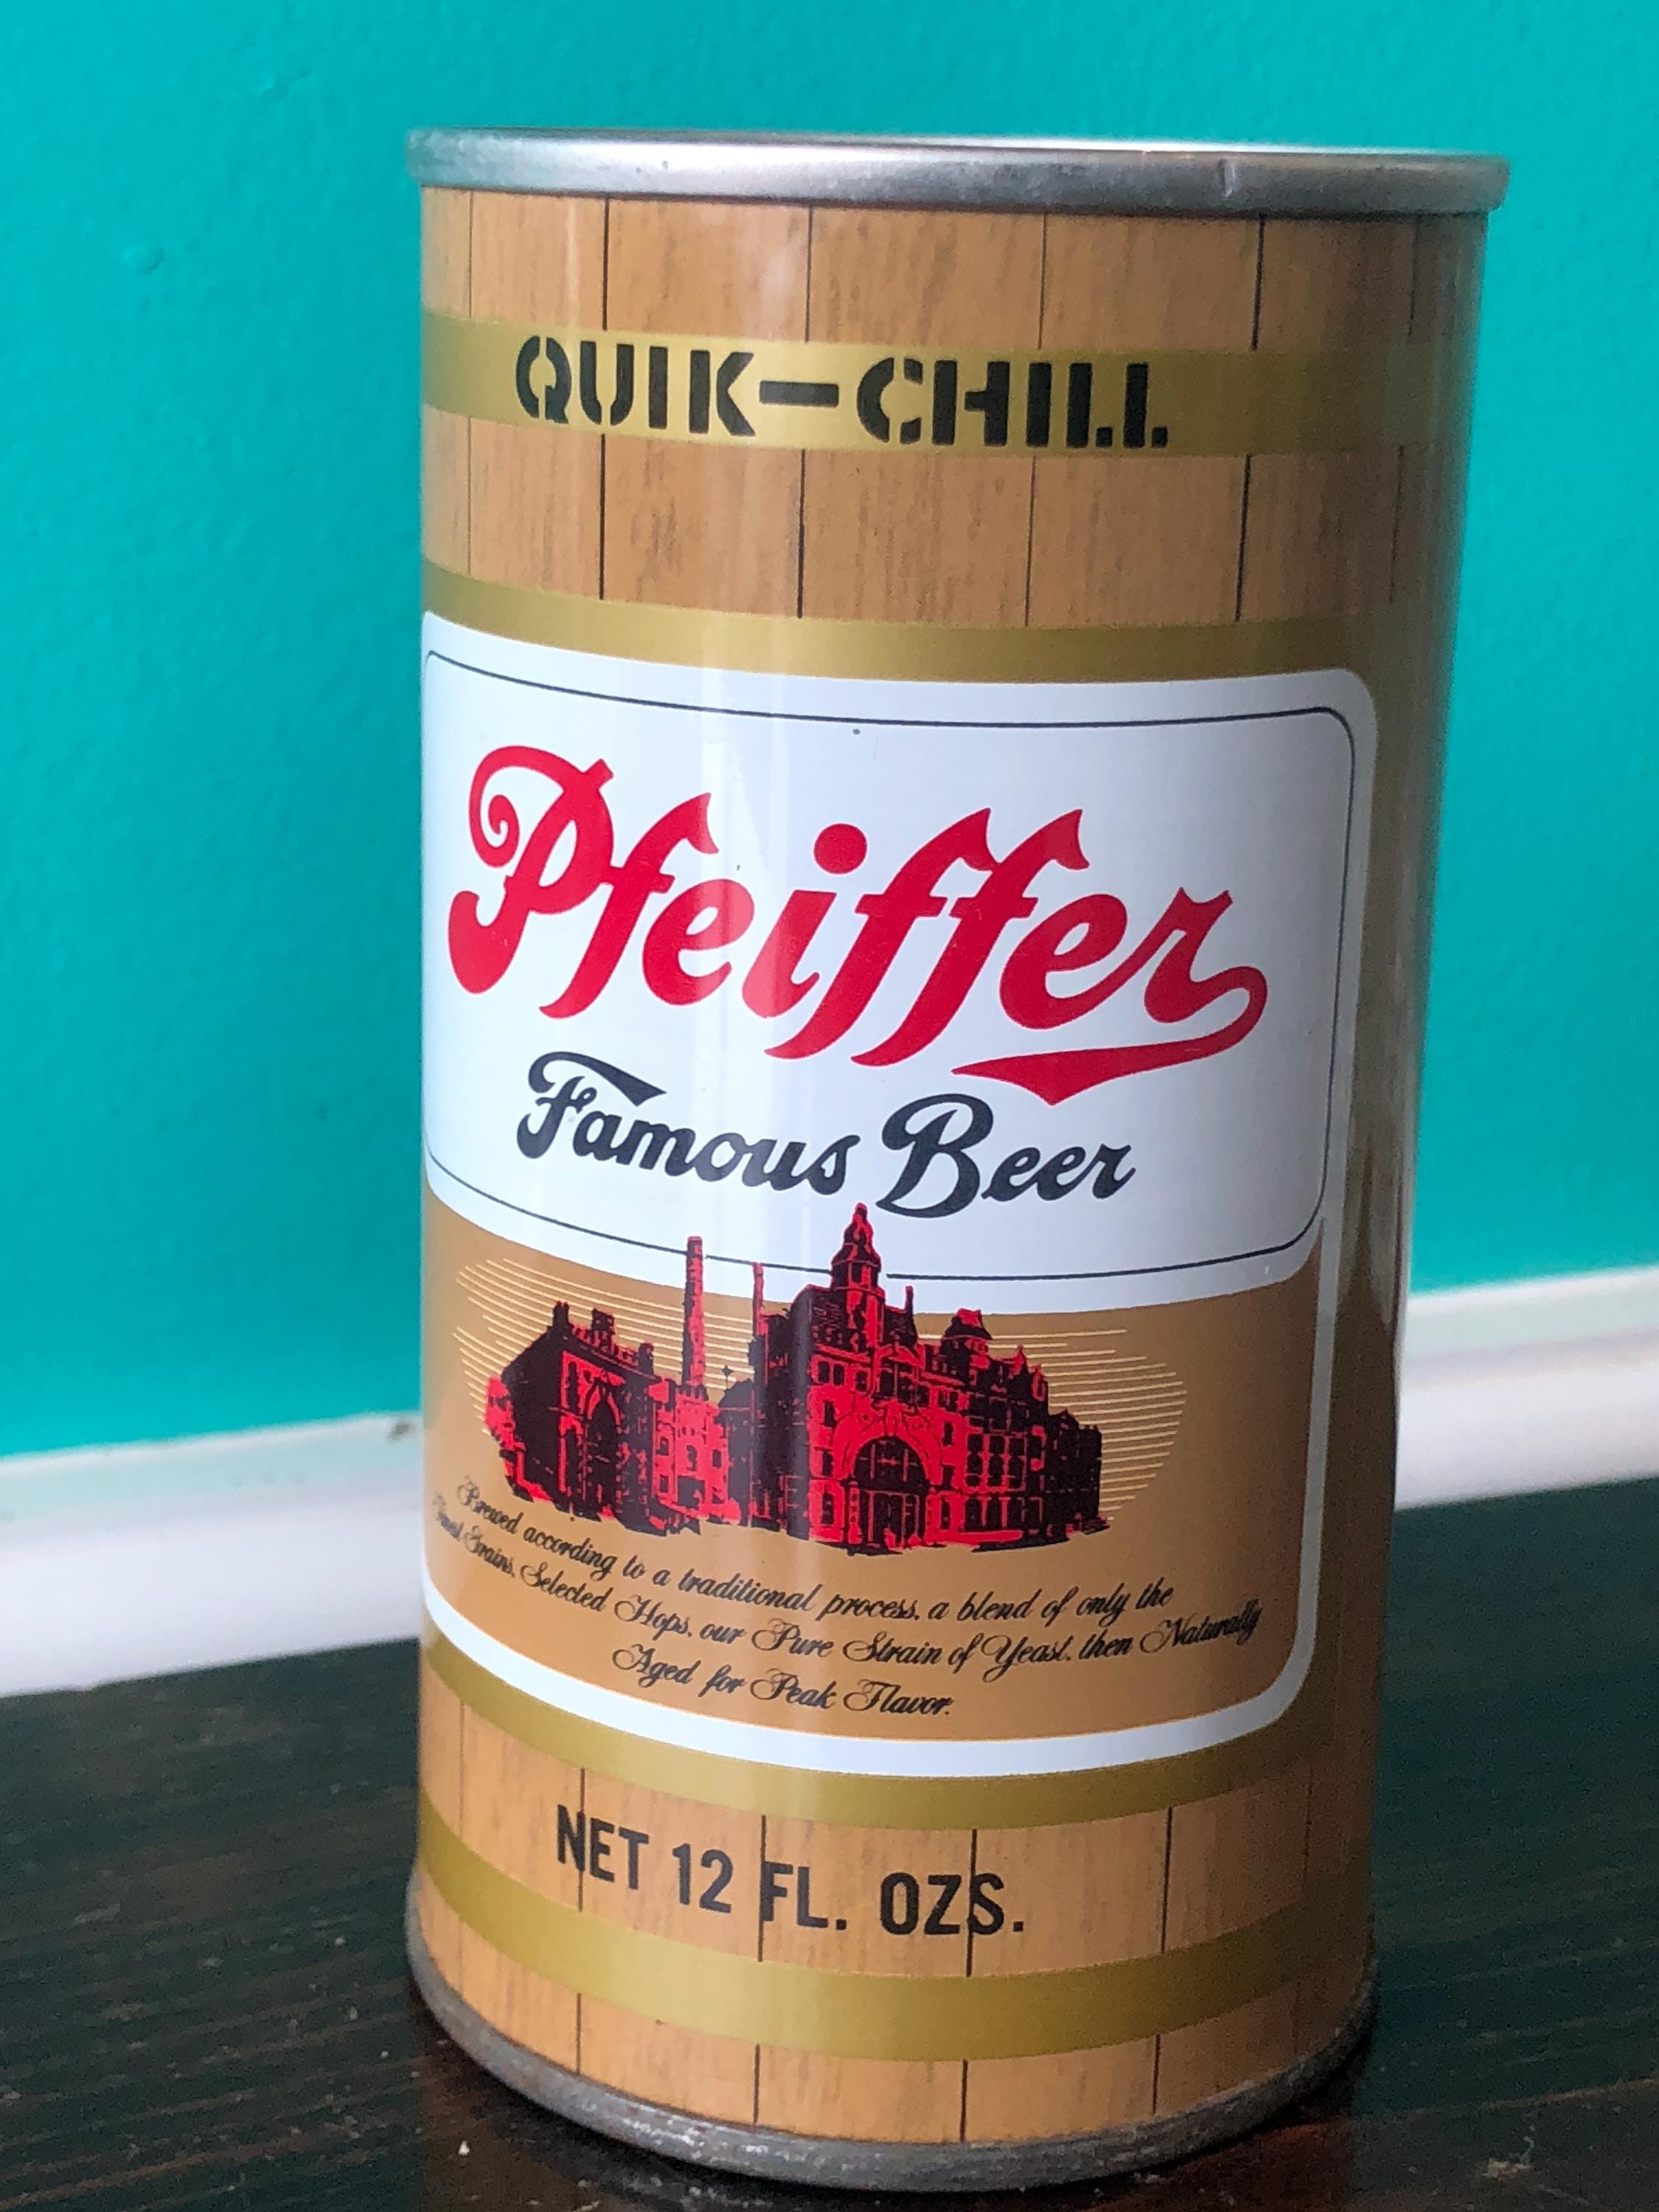 QUIK-CHILL
Pfeiffer
Famous Beer
Brewed according to a traditional process, a blend of only the
Finest Grains, Selected Hops, our Pure Strain of Yeast, then Naturally
Aged for Peak Flavor.
NET 12 FL. OZS.